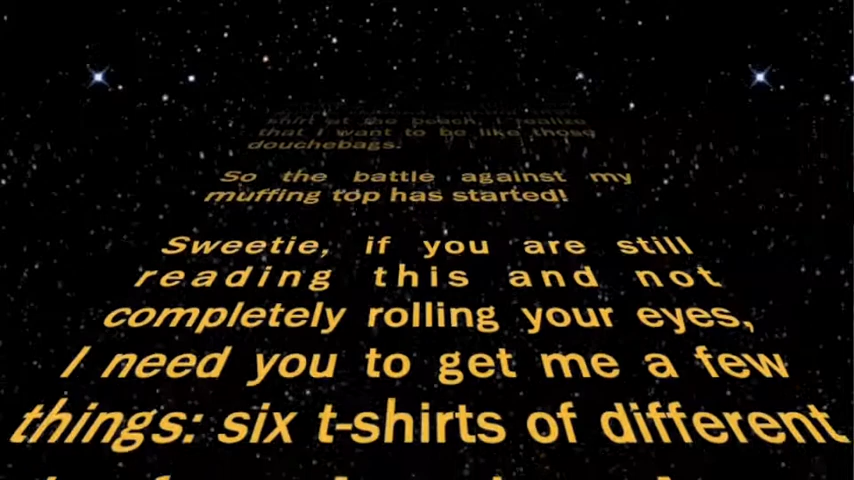 shirt at the beach, I realize
that I want to be like those
douchebags.
So the battle against my
muffing top has started!
Sweetie, if you are still
reading this and not
completely rolling your eyes,
I need you to get me a few
things: six t-shirts of different